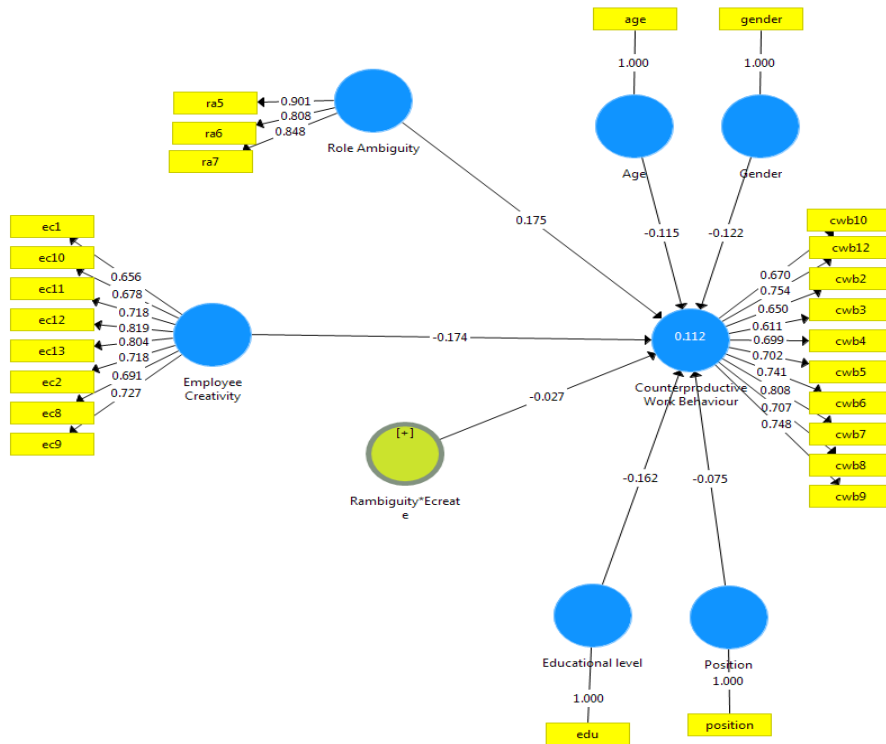 age
gender
1.000
1.000
ra5
ra6
ra7
0.901
0.808
0.848
Role Ambiguity
Age
Gender
0.175
-0.115
-0.122
ec1
ec10
ec11
ec12
ec13
ec2
ec8
ec9
0.656
0.678
0.718
0.819
0.804
0.718
0.691
0.727
Employee
Creativity
-0.174
0.112
Counterproductive
Work Behaviour
0.670
0.754
0.650
0.611
0.699
0.702
0.741
0.808
0.707
0.748
cwb10
cwb12
cwb2
cwb3
cwb4
cwb5
cwb6
cwb7
cwb8
cwb9
-0.027
[+]
Rambiguity*Ecreat
e
-0.162
-0.075
Educational level
Position
1.000
1.000
edu
position